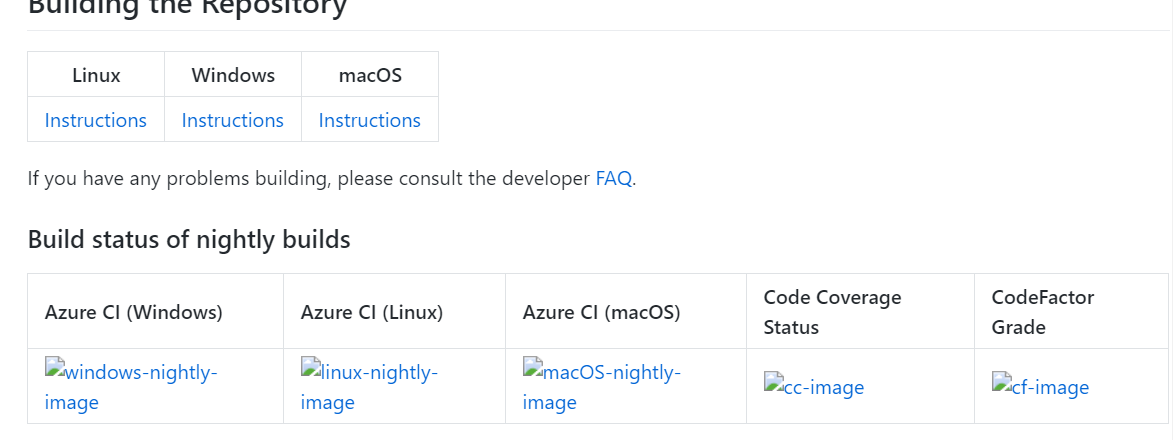 Building the Repository
Linux Windows macOS
Instructions Instructions Instructions
If you have any problems building, please consult the developer FAQ.
Build status of nightly builds
Azure CI (Windows) Azure CI (Linux) Azure CI (macOS) Code Coverage Status CodeFactor Grade
windows-nightly-image linux-nightly-image macOS-nightly-image cc-image cf-image